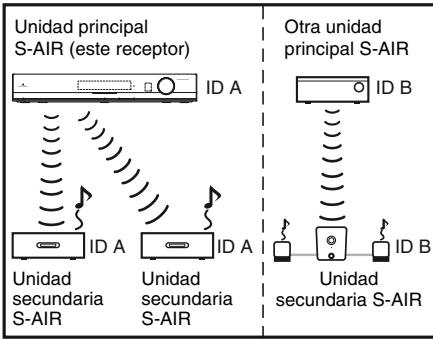 Unidad principal
S-AIR (este receptor)
ID A
ID A
Unidad
secundaria
S-AIR
ID A
Unidad
secundaria
S-AIR
Otra unidad
principal S-AIR
ID B
ID B
Unidad
secundaria S-AIR